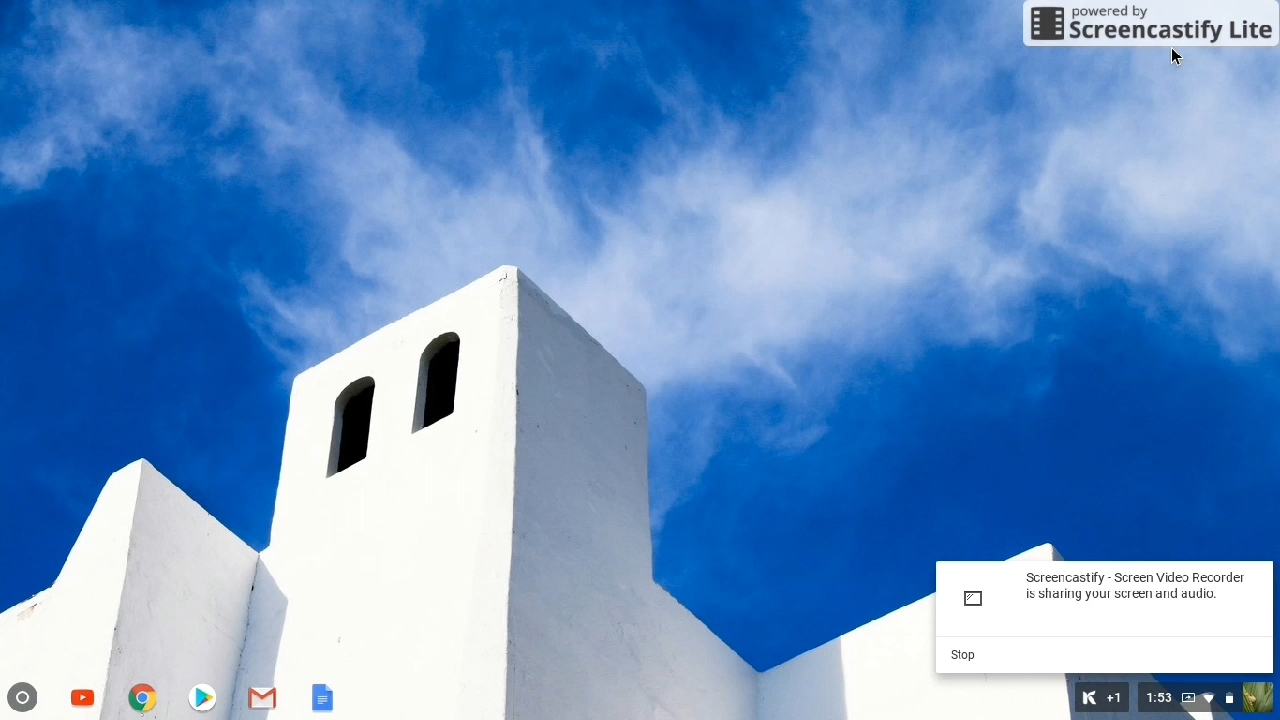 powered by
Screencastify Lite
Screencastify - Screen Video Recorder
is sharing your screen and audio.
Stop
+1
1:53